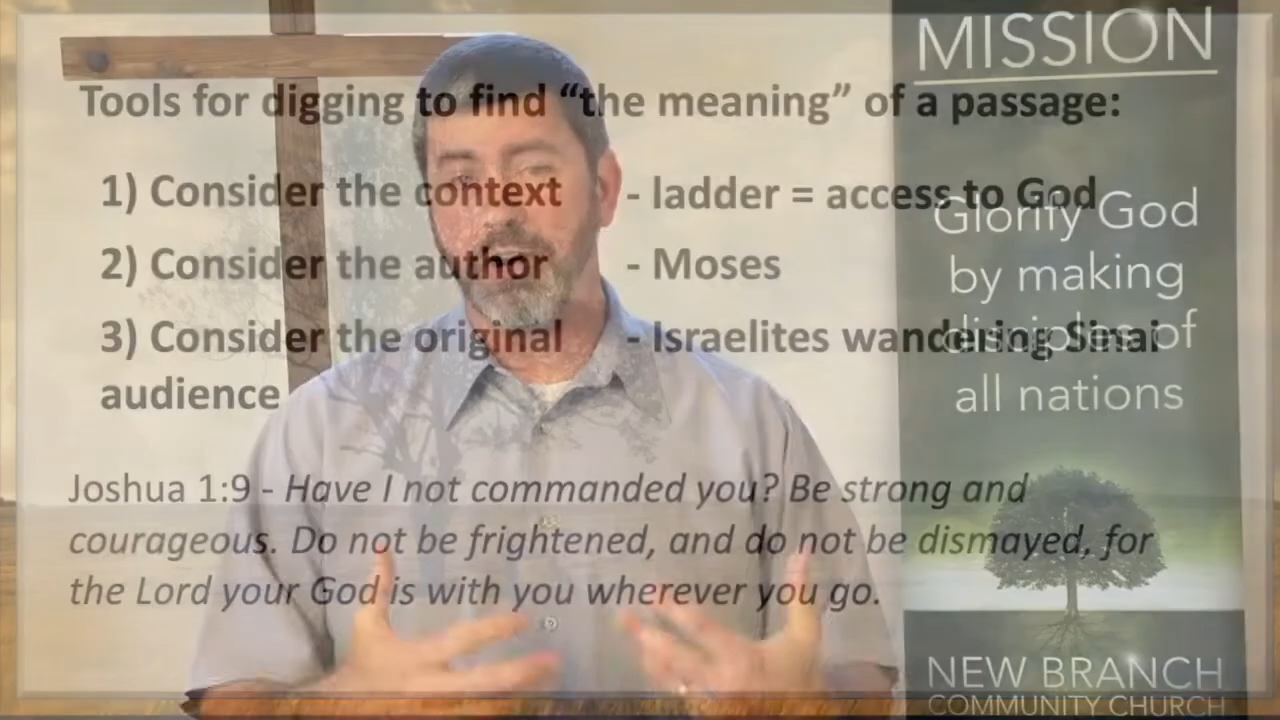 MISSION
Tools for digging to find “the meaning” of a passage:
1) Consider the context - ladder = access to God
2) Consider the author - Moses
3) Consider the original - Israelites wandering Sinai
audience
Glorify God
by making
disciples of
all nations
Joshua 1:9 - Have I not commanded you? Be strong and
courageous. Do not be frightened, and do not be dismayed, for
the Lord your God is with you wherever you go.
NEW BRANCH
COMMUNITY CHURCH